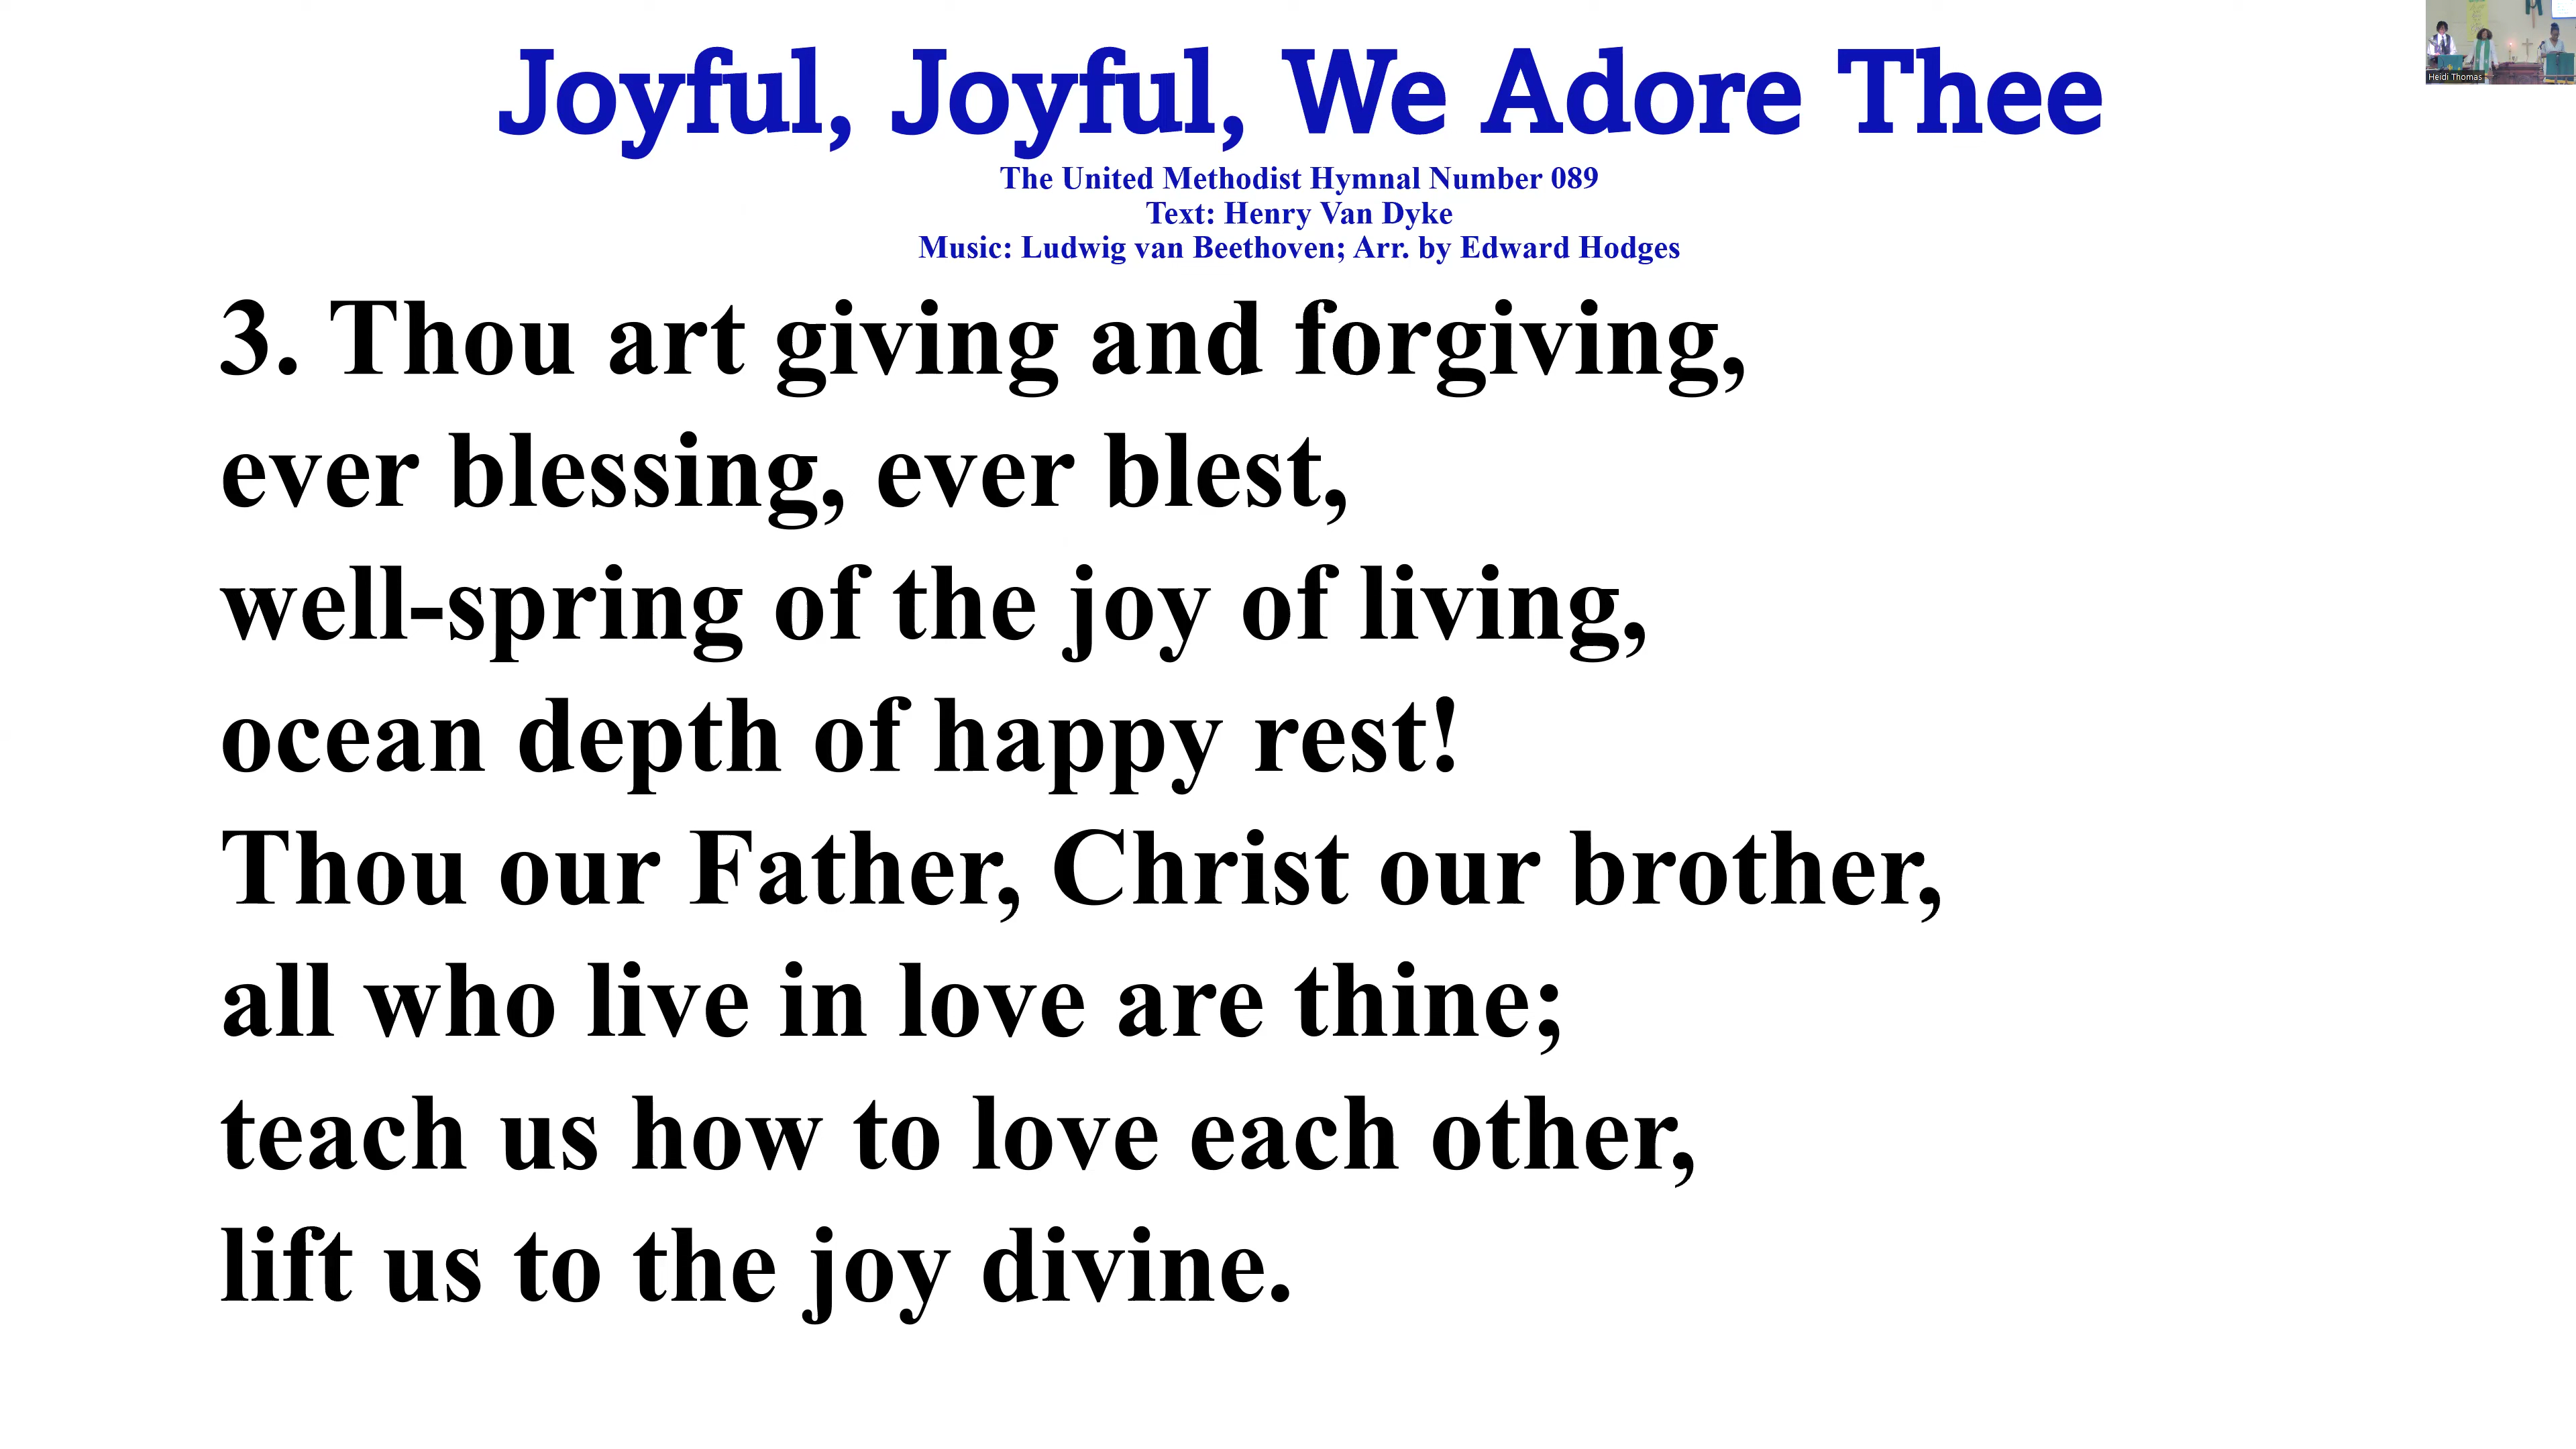 Joyful, Joyful, We Adore Thee
The United Methodist Hymnal Number 089
Text: Henry Van Dyke
Music: Ludwig van Beethoven; Arr. by Edward Hodges
3. Thou art giving and forgiving,
ever blessing, ever blest,
well-spring of the joy of living,
ocean depth of happy rest!
Thou our Father, Christ our brother,
all who live in love are thine;
teach us how to love each other,
lift us to the joy divine.
Heidi Thomas